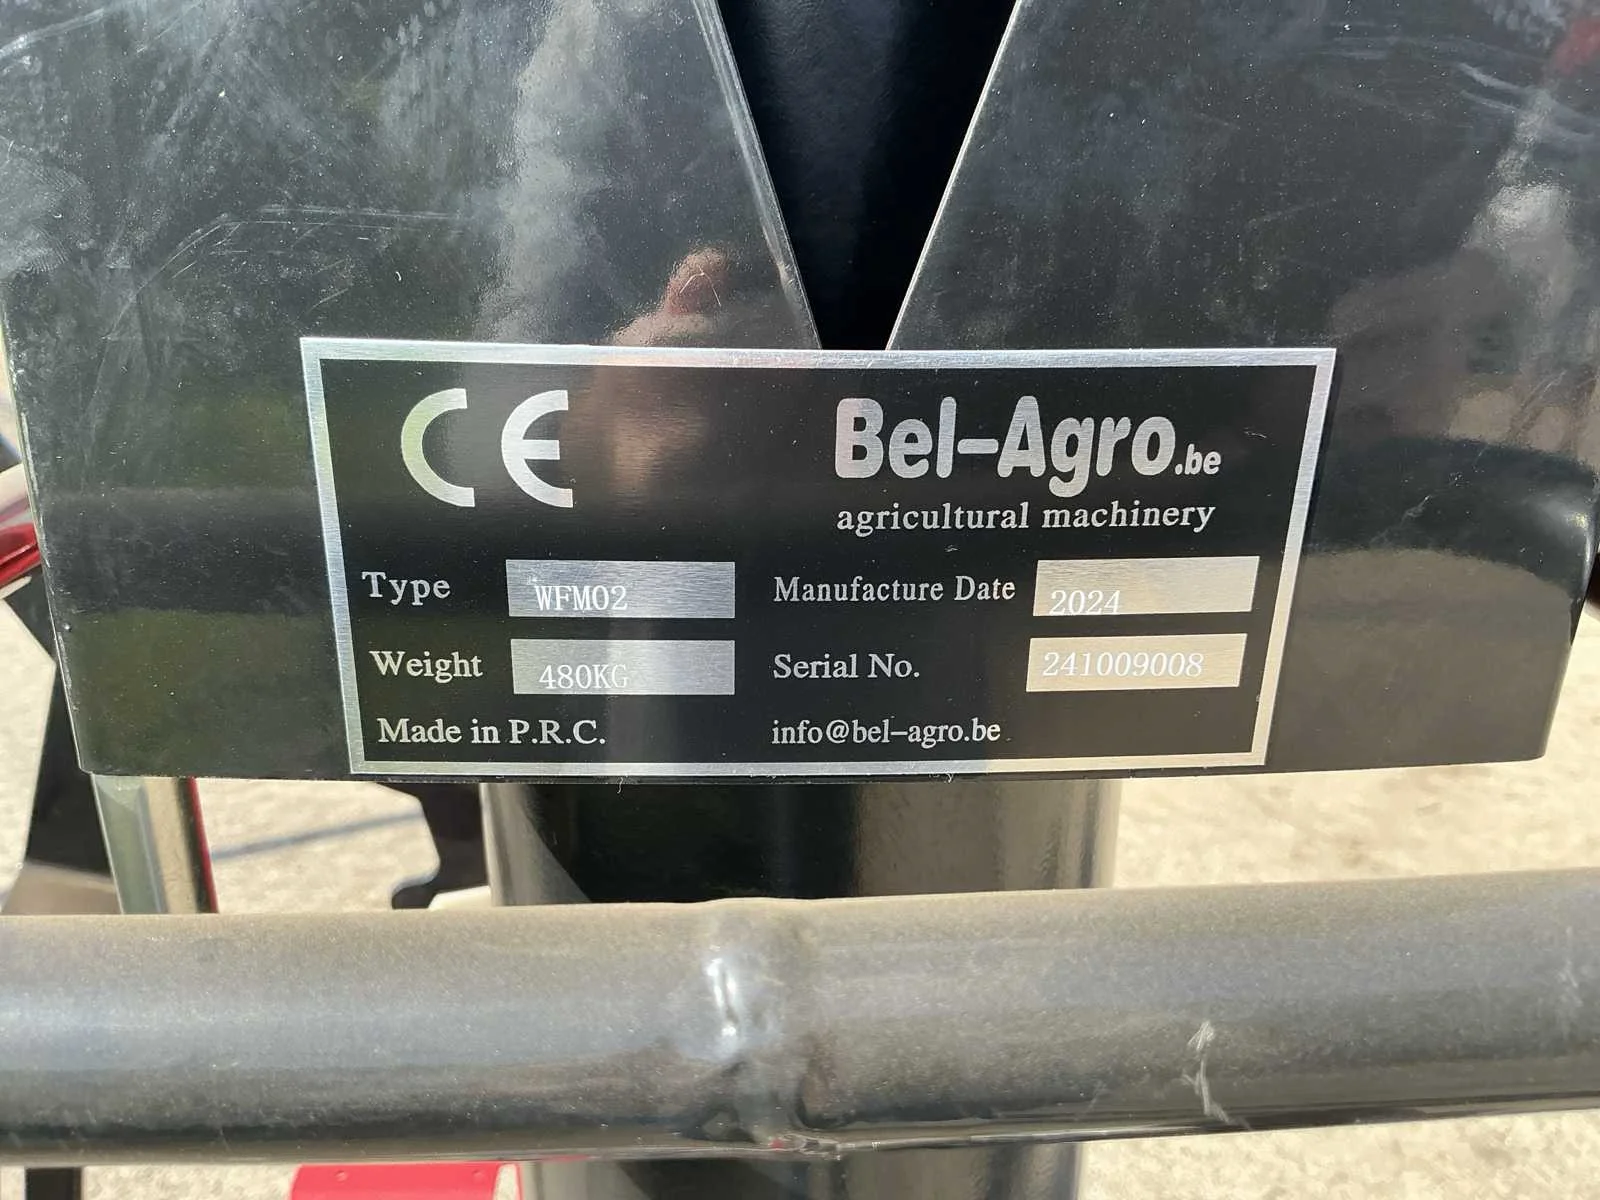 CE
Bel-Agro.be
agricultural machinery
Type WFM02
Manufacture Date 2024
Weight 480KG
Serial No. 241009008
Made in P.R.C.
info@bel-agro.be